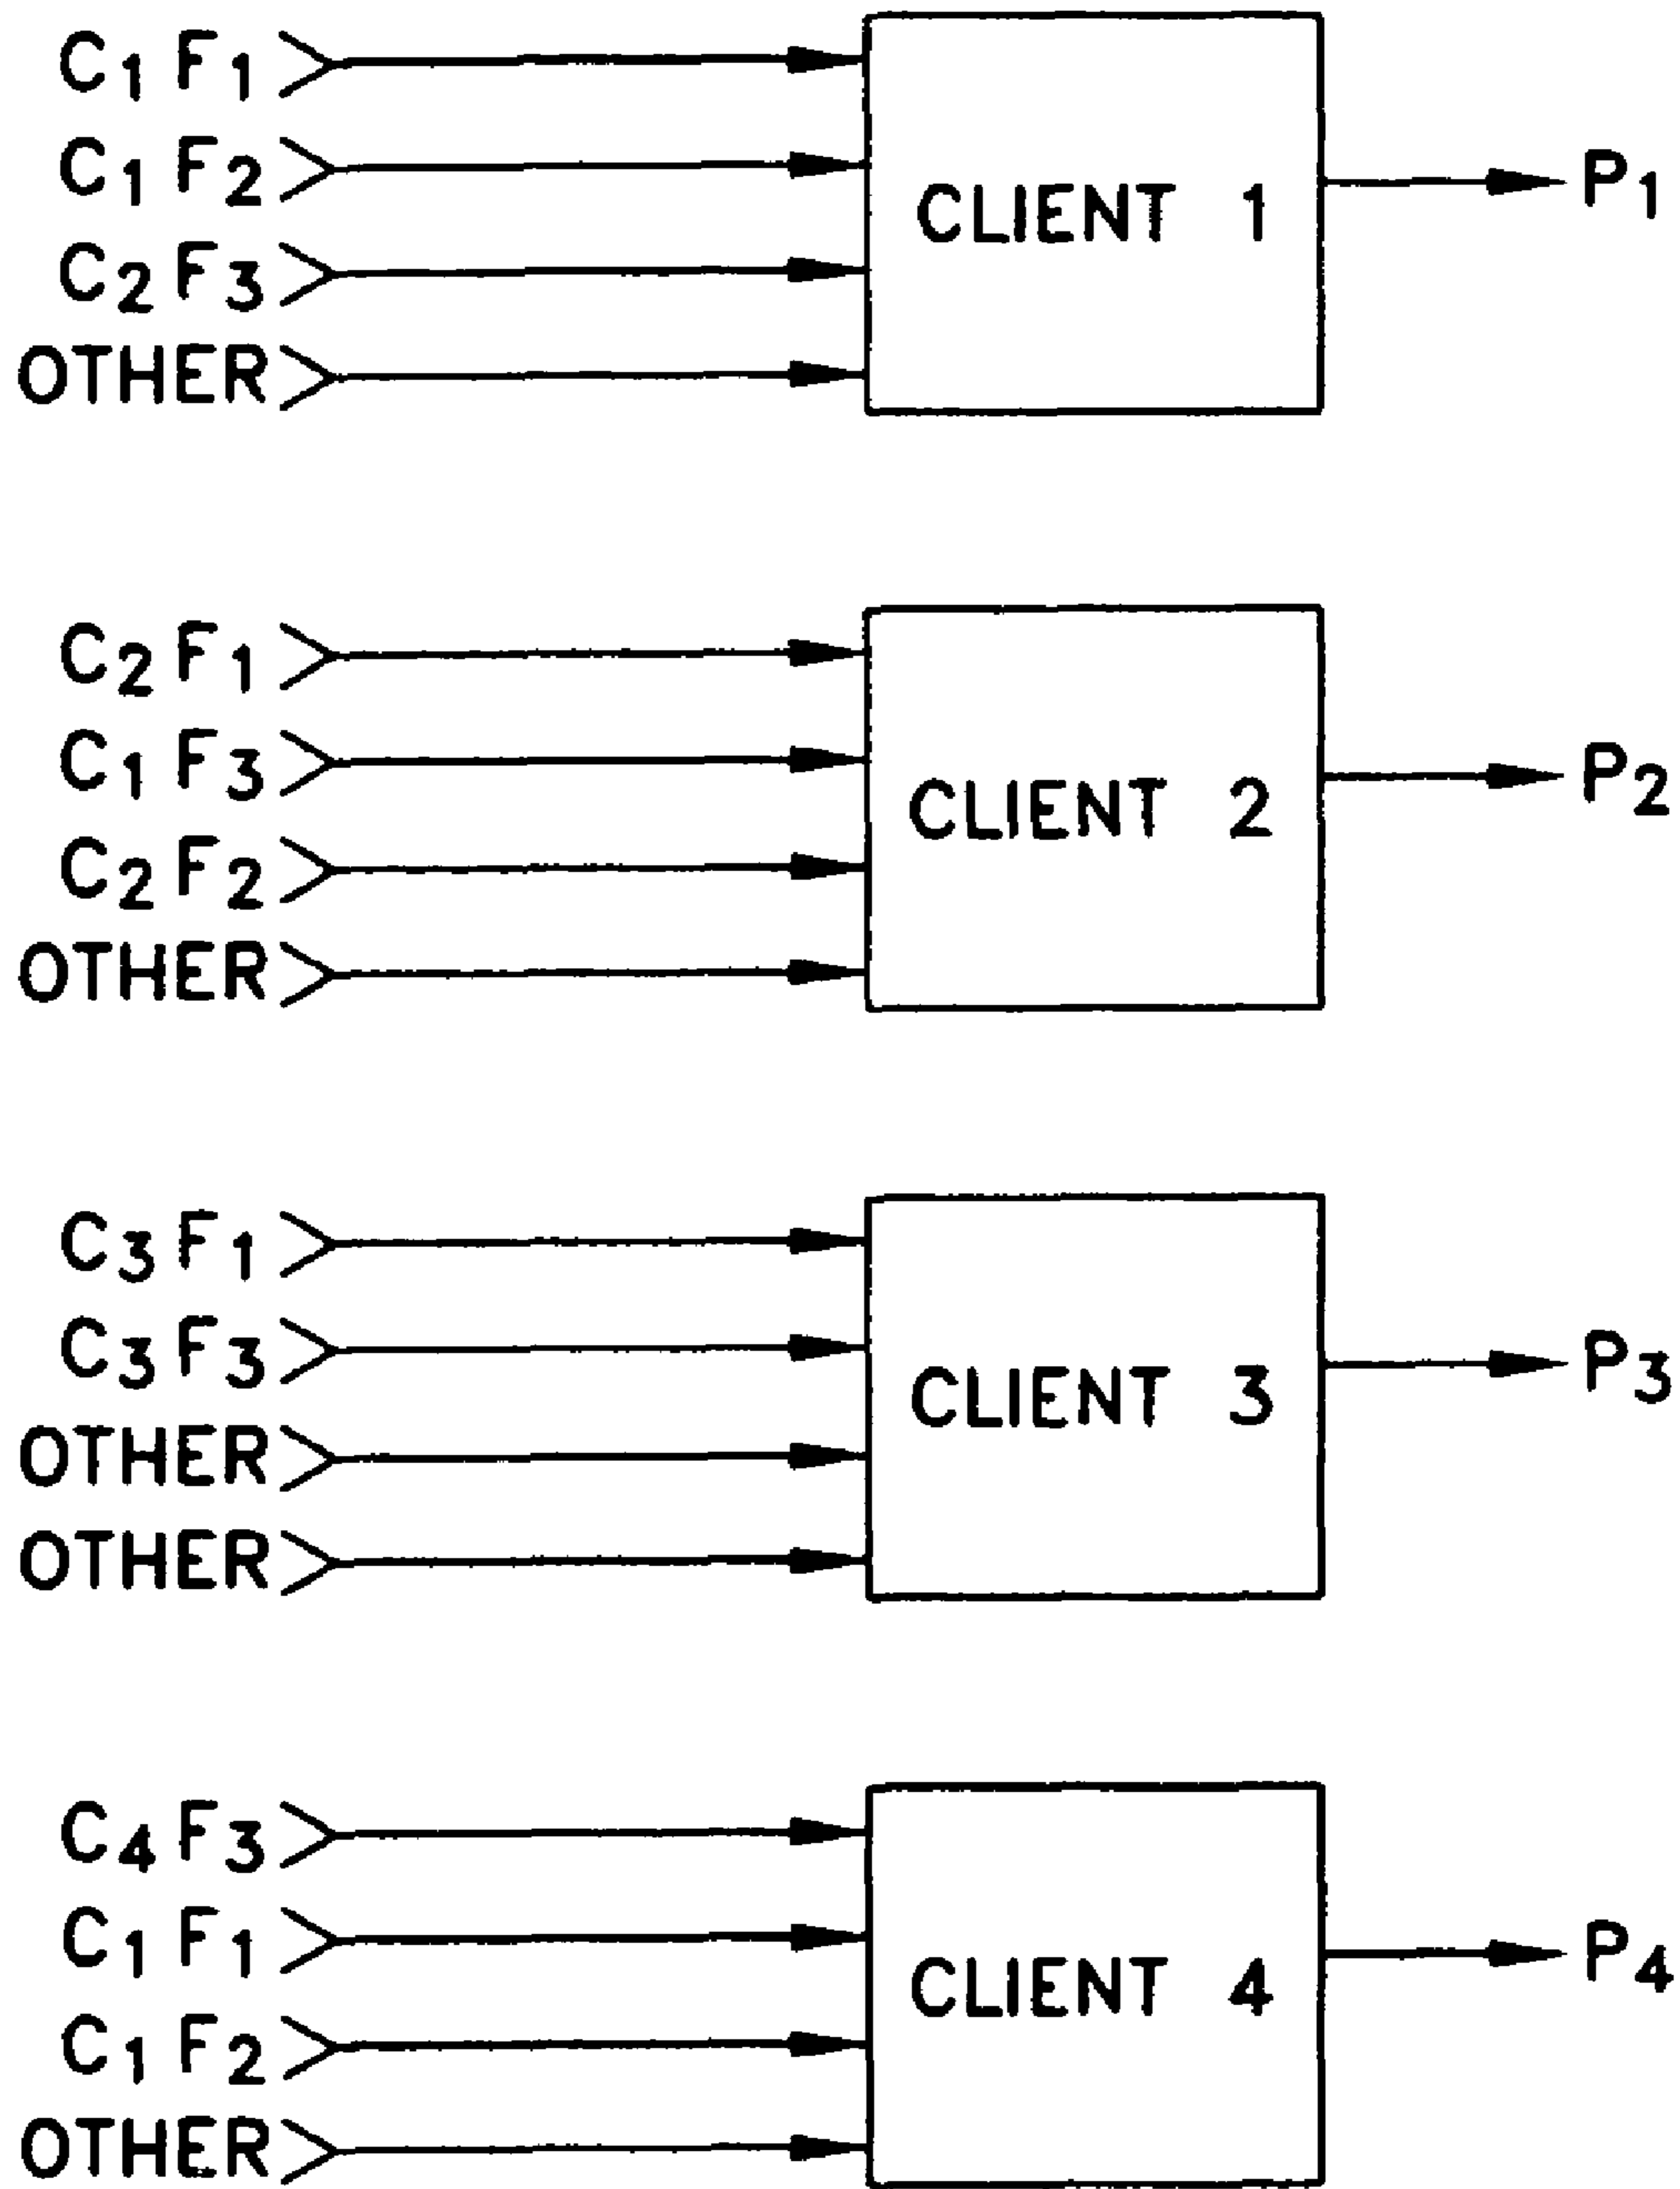 C₁ F₁
C₁ F₂
C₂ F₃
OTHER
CLIENT 1
P₁
C₂ F₁
C₁ F₃
C₂ F₂
OTHER
CLIENT 2
P₂
C₃ F₁
C₃ F₃
OTHER
OTHER
CLIENT 3
P₃
C₄ F₃
C₁ F₁
C₁ F₂
OTHER
CLIENT 4
P₄